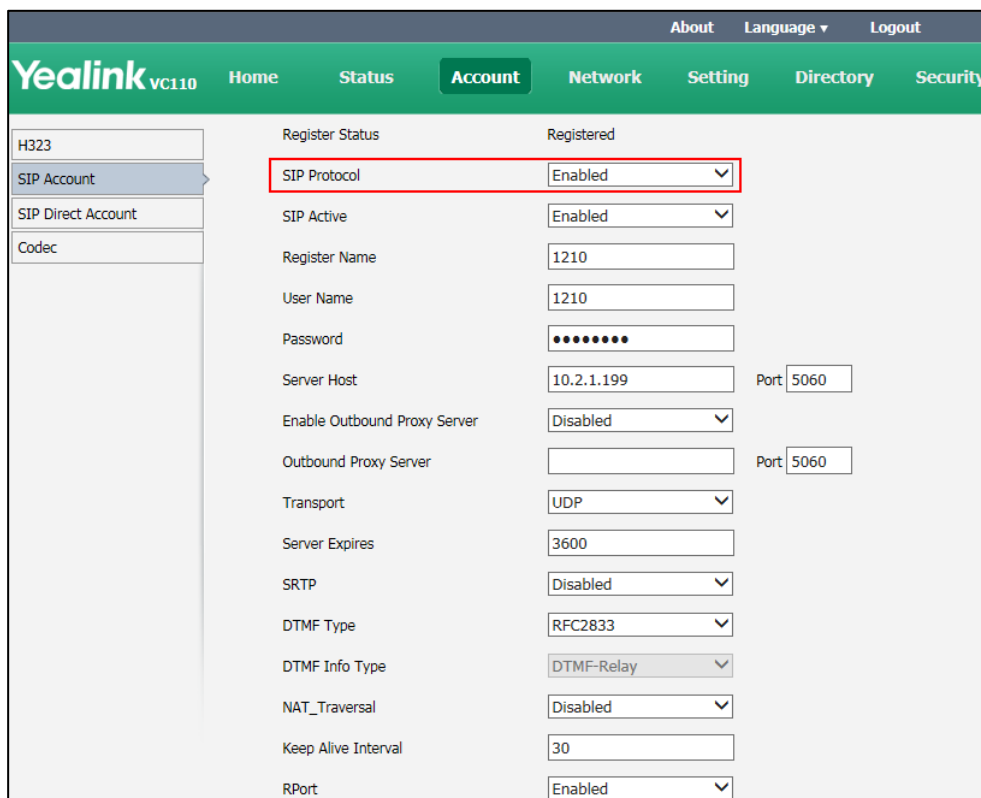 About Language ▾ Logout
Yealink VC110 Home Status Account Network Setting Directory Security
H323
SIP Account
SIP Direct Account
Codec
Register Status Registered
SIP Protocol Enabled
SIP Active Enabled
Register Name 1210
User Name 1210
Password ••••••••
Server Host 10.2.1.199 Port 5060
Enable Outbound Proxy Server Disabled
Outbound Proxy Server Port 5060
Transport UDP
Server Expires 3600
SRTP Disabled
DTMF Type RFC2833
DTMF Info Type DTMF-Relay
NAT_Traversal Disabled
Keep Alive Interval 30
RPort Enabled